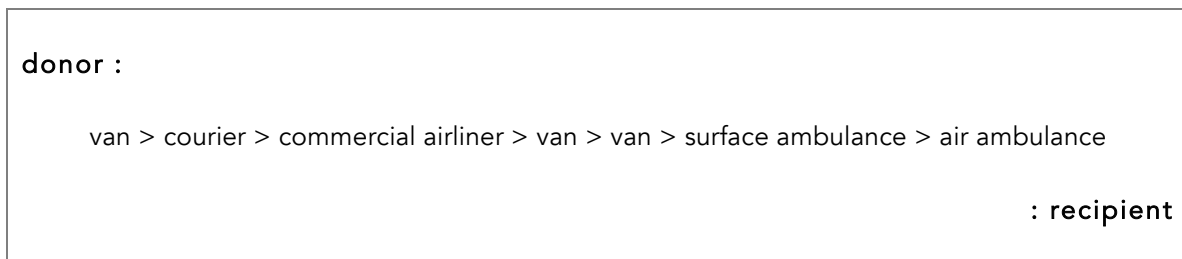 donor :
van > courier > commercial airliner > van > van > surface ambulance > air ambulance
: recipient